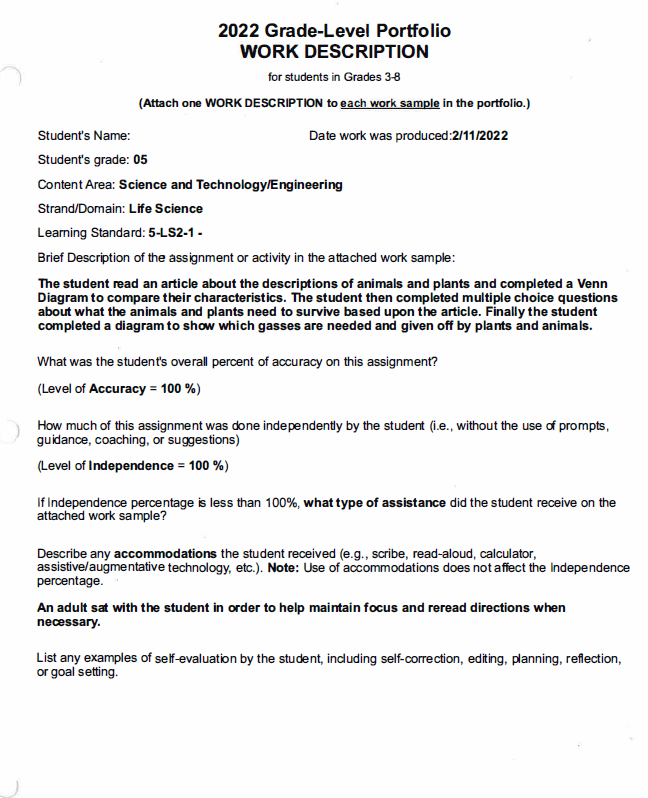 2022 Grade-Level Portfolio
WORK DESCRIPTION
for students in Grades 3-8
(Attach one WORK DESCRIPTION to each work sample in the portfolio.)
Student's Name: Date work was produced:2/11/2022
Student's grade: 05
Content Area: Science and Technology/Engineering
Strand/Domain: Life Science
Learning Standard: 5-LS2-1 -
Brief Description of the assignment or activity in the attached work sample:
The student read an article about the descriptions of animals and plants and completed a Venn
Diagram to compare their characteristics. The student then completed multiple choice questions
about what the animals and plants need to survive based upon the article. Finally the student
completed a diagram to show which gasses are needed and given off by plants and animals.
What was the student's overall percent of accuracy on this assignment?
(Level of Accuracy = 100 %)
How much of this assignment was done independently by the student (i.e., without the use of prompts,
guidance, coaching, or suggestions)
(Level of Independence = 100 %)
If Independence percentage is less than 100%, what type of assistance did the student receive on the
attached work sample?
Describe any accommodations the student received (e.g., scribe, read-aloud, calculator,
assistive/augmentative technology, etc.). Note: Use of accommodations does not affect the Independence
percentage.
An adult sat with the student in order to help maintain focus and reread directions when
necessary.
List any examples of self-evaluation by the student, including self-correction, editing, planning, reflection,
or goal setting.